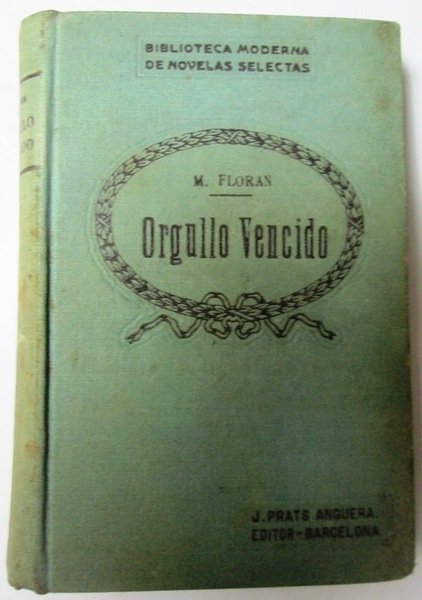 BIBLIOTECA MODERNA
DE NOVELAS SELECTAS
M. FLORAN
Orgullo Vencido
J. PRATS ANGUERA.
EDITOR-BARCELONA